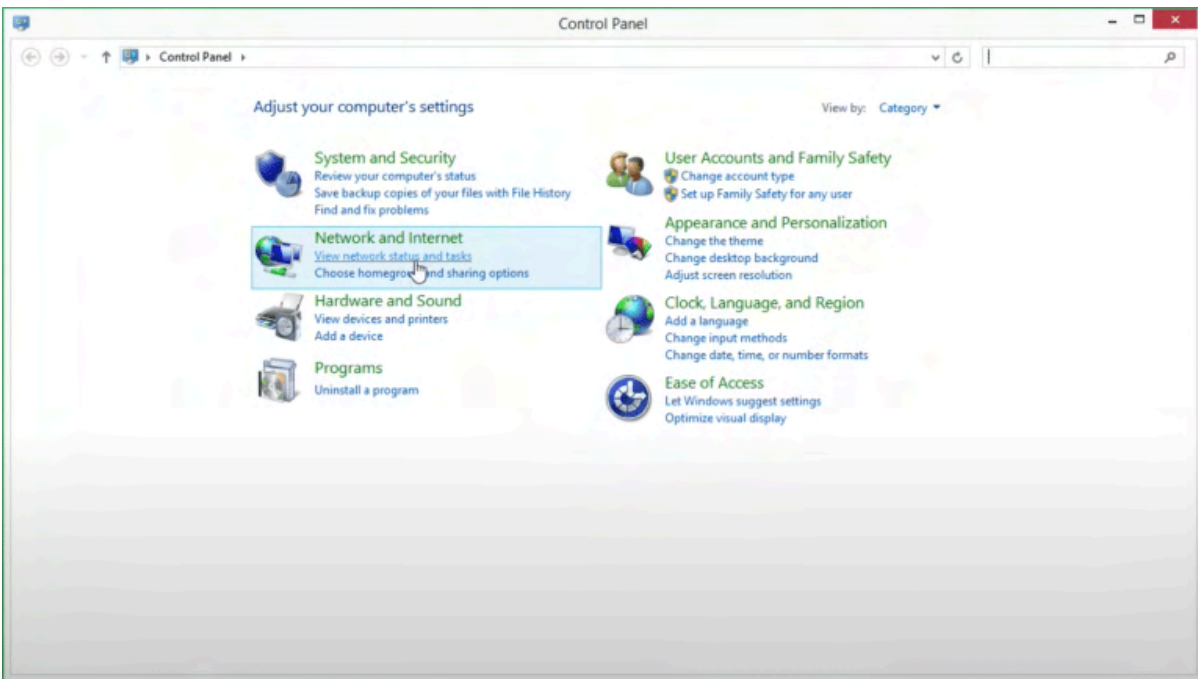 Control Panel
Control Panel
Adjust your computer's settings
View by: Category
System and Security
Review your computer's status
Save backup copies of your files with File History
Find and fix problems
Network and Internet
View network status and tasks
Choose homegro and sharing options
Hardware and Sound
View devices and printers
Add a device
Programs
Uninstall a program
User Accounts and Family Safety
Change account type
Set up Family Safety for any user
Appearance and Personalization
Change the theme
Change desktop background
Adjust screen resolution
Clock, Language, and Region
Add a language
Change input methods
Change date, time, or number formats
Ease of Access
Let Windows suggest settings
Optimize visual display